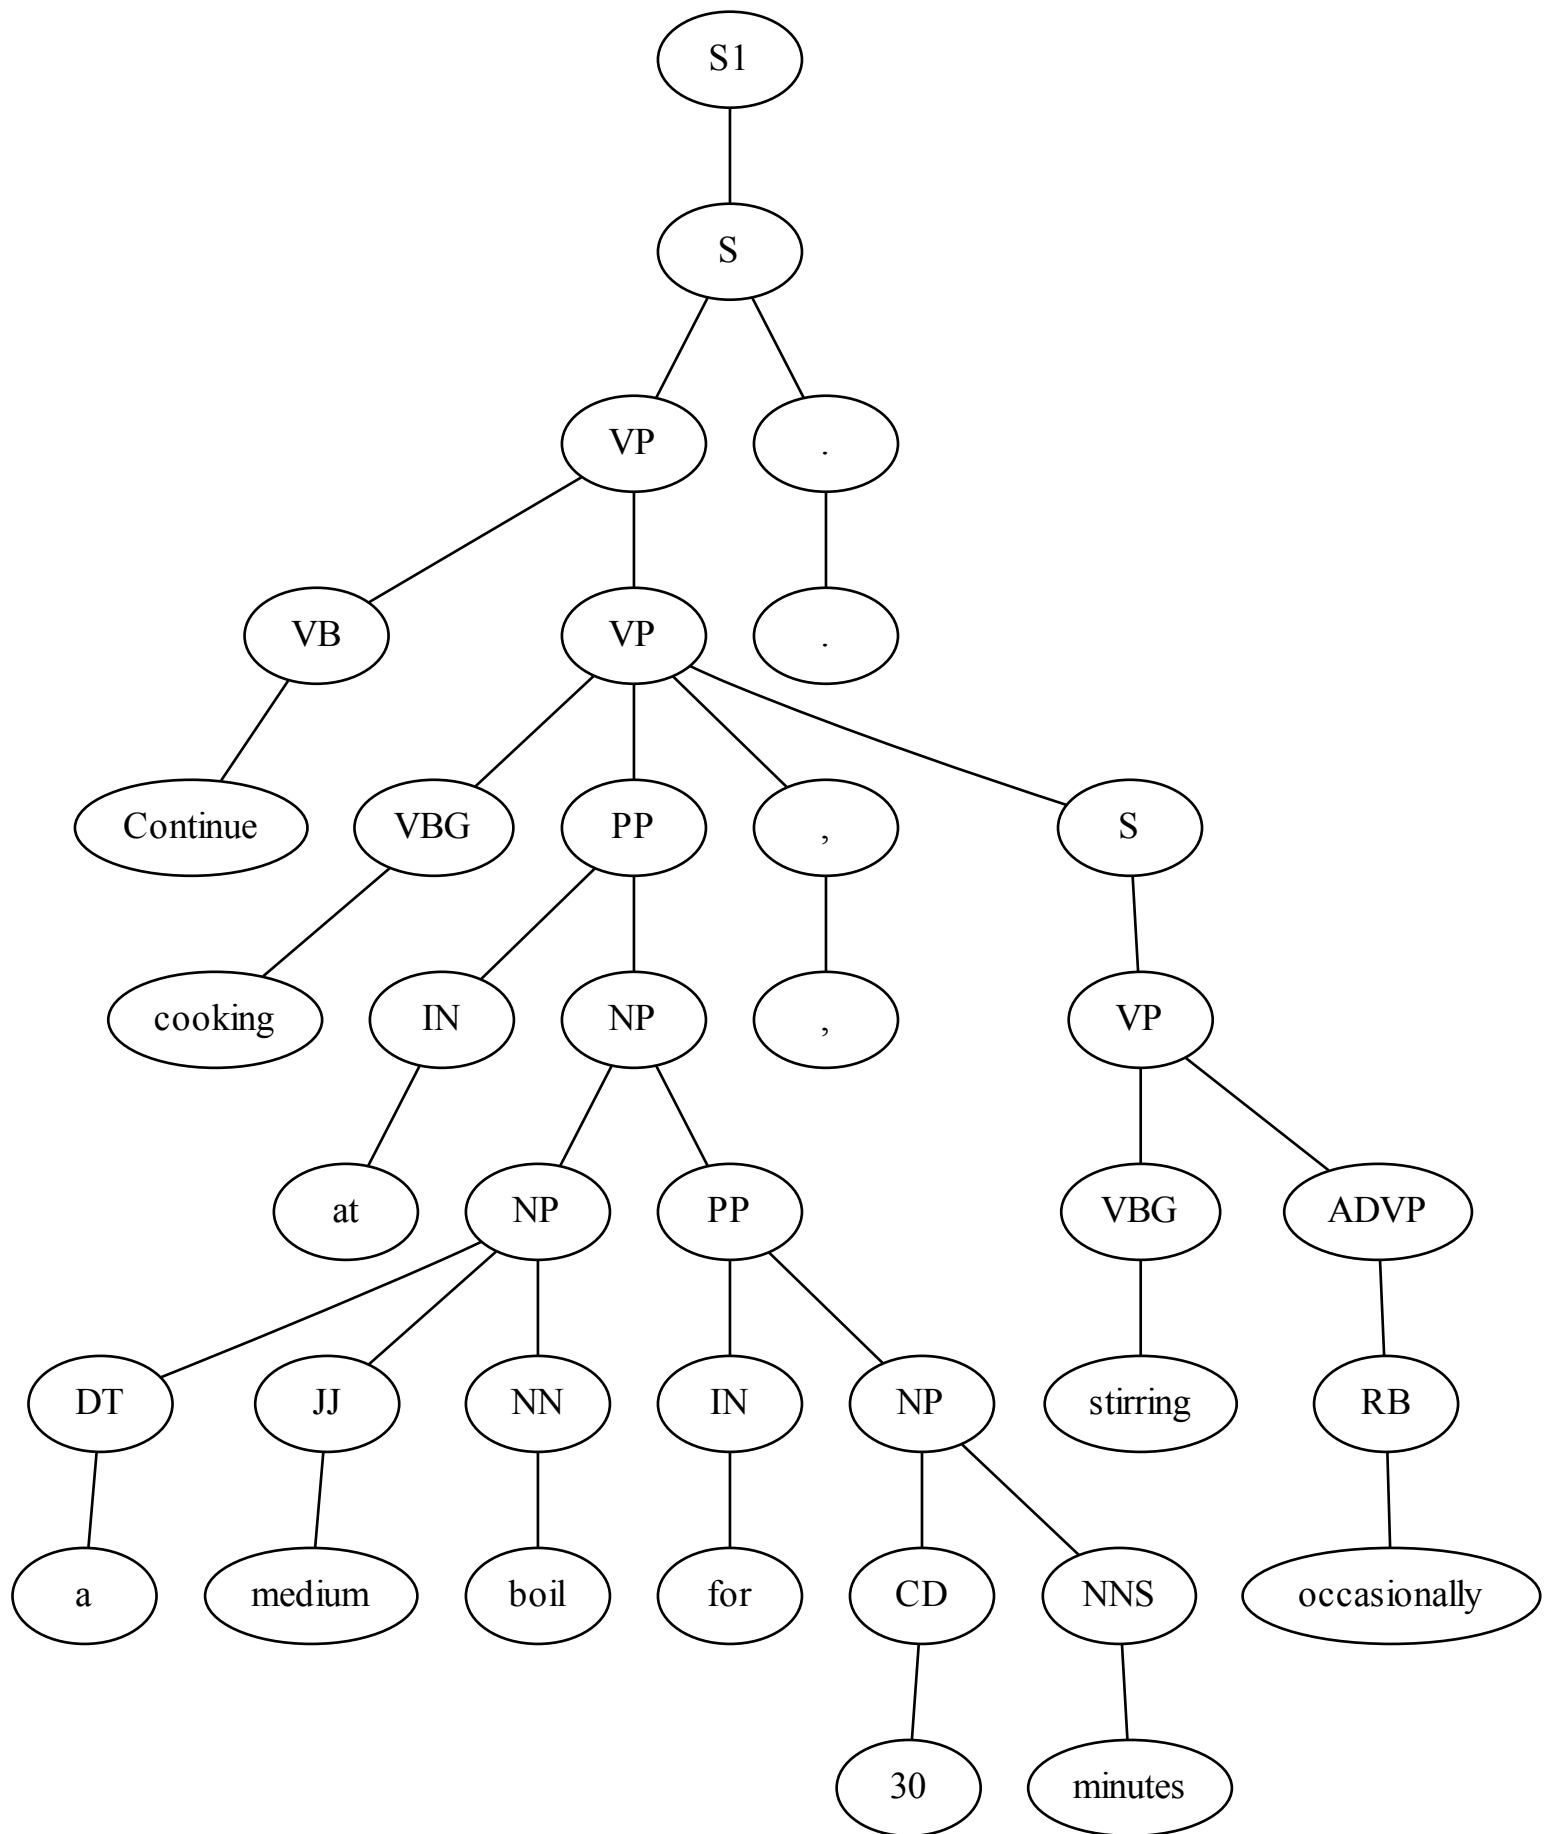 S1
S
VP .
VB VP .
Continue VBG PP , S
cooking IN NP , VP
at NP PP VBG ADVP
DT JJ NN IN NP stirring RB
a medium boil for CD NNS occasionally
30 minutes